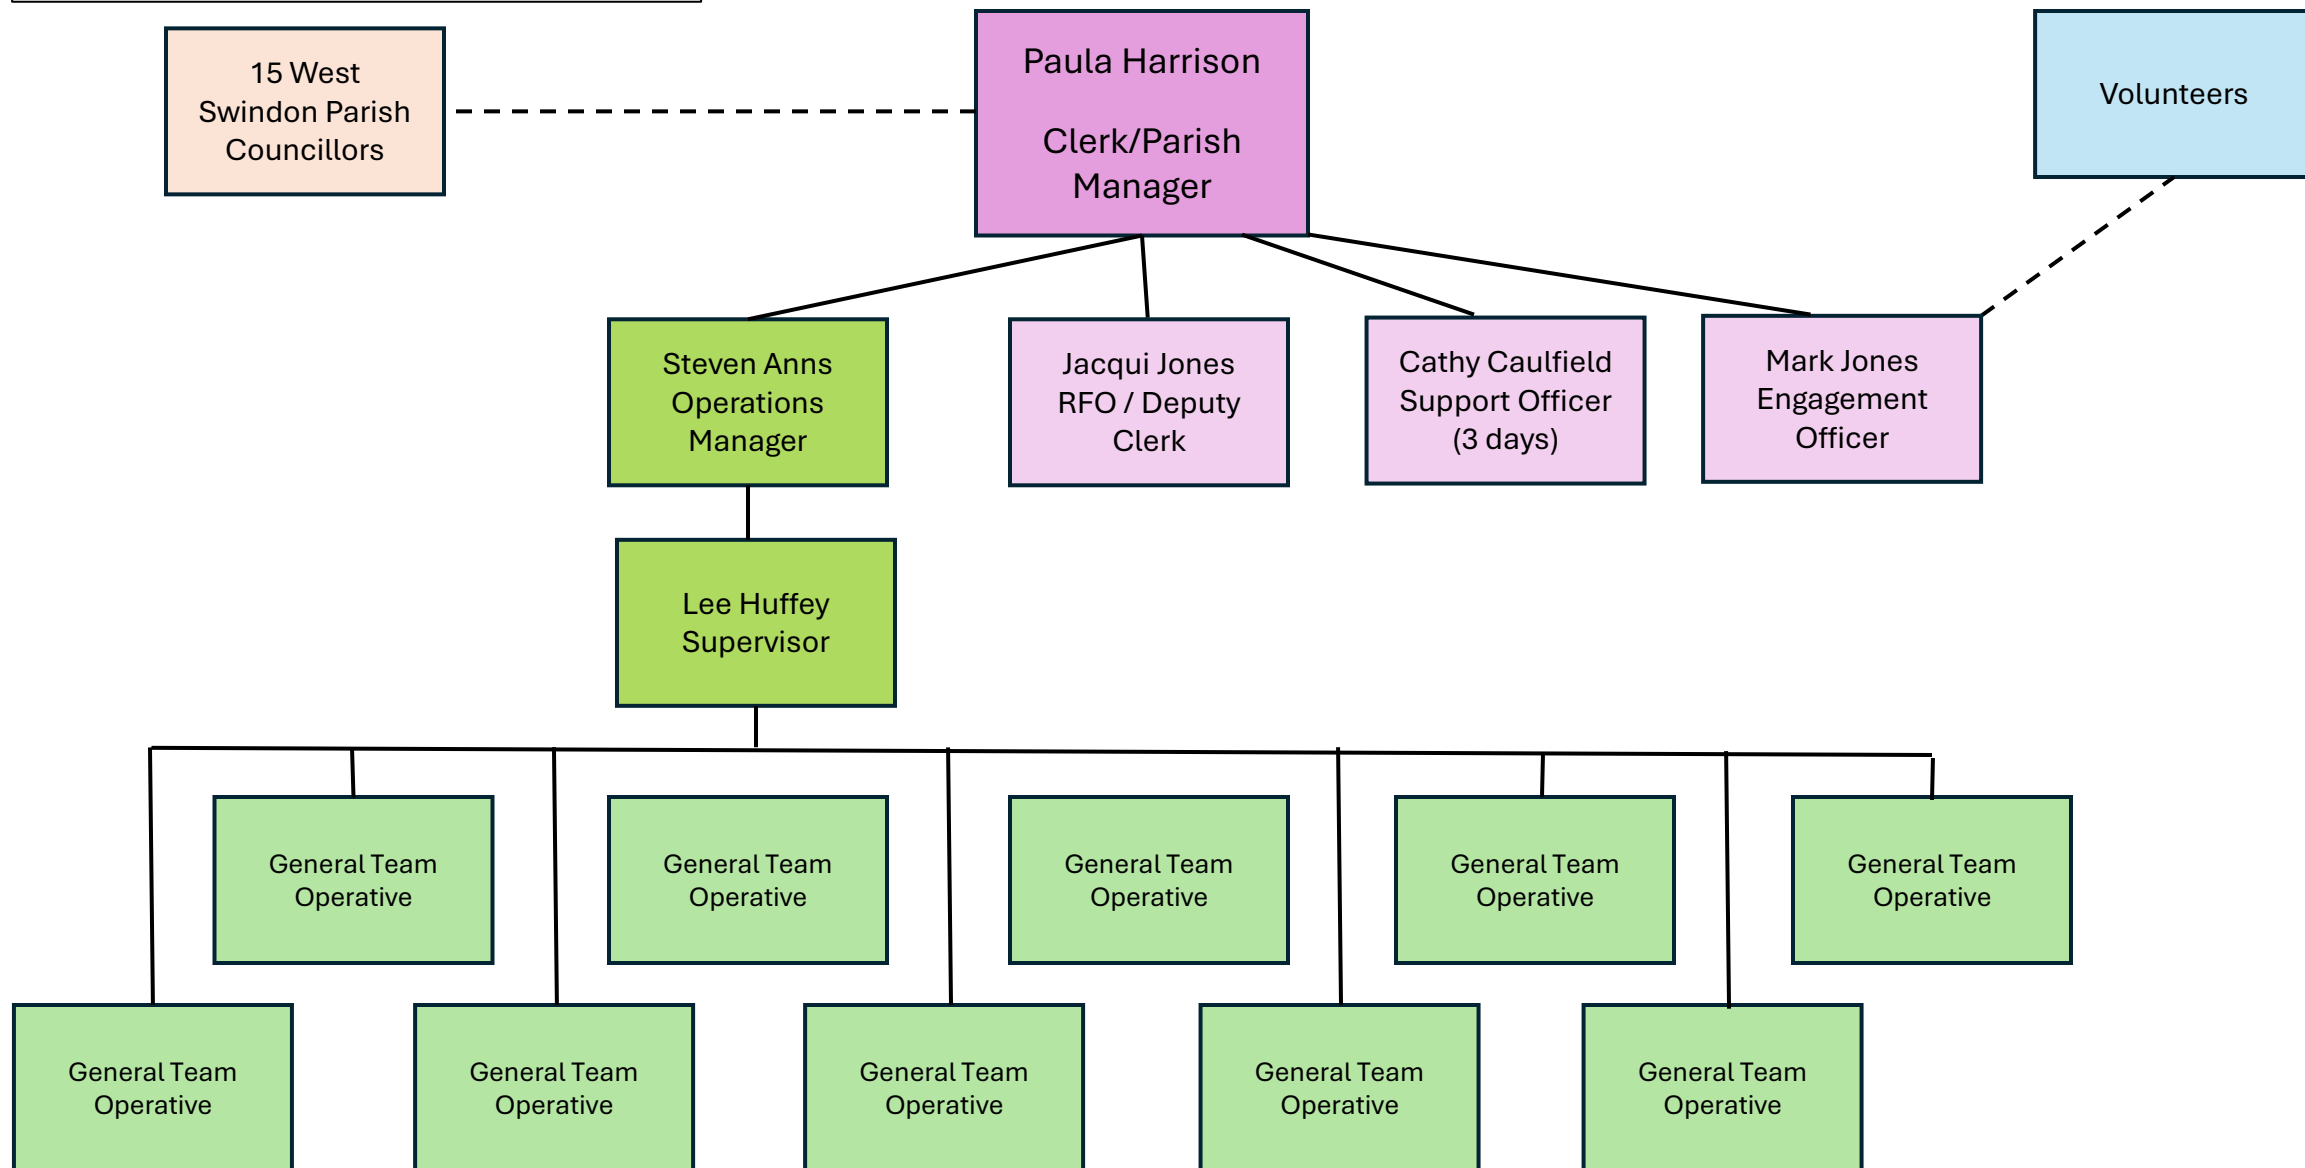 15 West
Swindon Parish
Councillors
Paula Harrison
Clerk/Parish
Manager
Volunteers
Steven Anns
Operations
Manager
Jacqui Jones
RFO / Deputy
Clerk
Cathy Caulfield
Support Officer
(3 days)
Mark Jones
Engagement
Officer
Lee Huffey
Supervisor
General Team
Operative
General Team
Operative
General Team
Operative
General Team
Operative
General Team
Operative
General Team
Operative
General Team
Operative
General Team
Operative
General Team
Operative
General Team
Operative